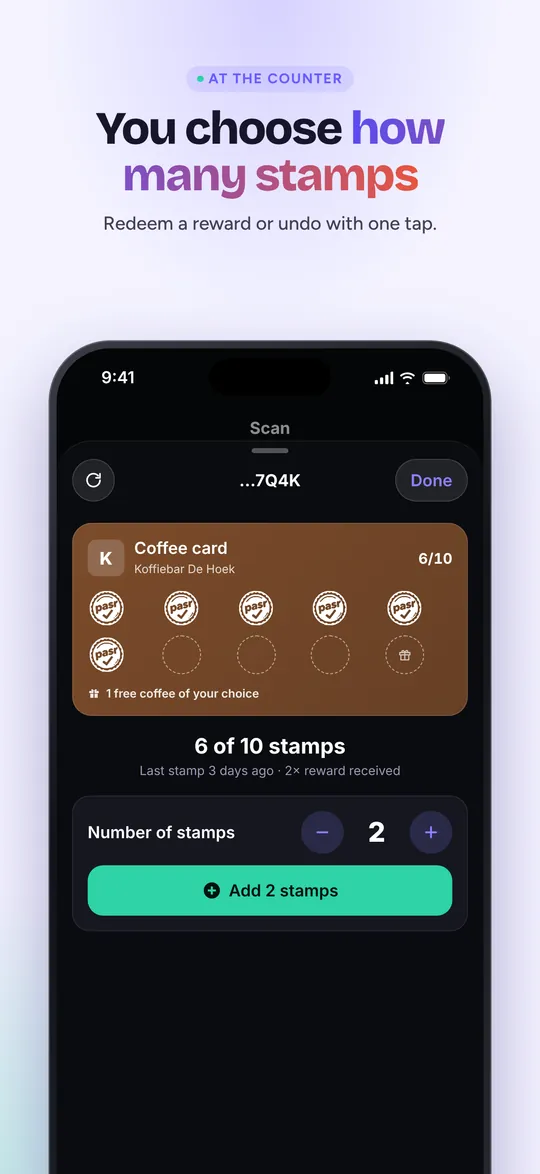 AT THE COUNTER
You choose how
many stamps
Redeem a reward or undo with one tap.
9:41
Scan
...7Q4K
Done
K
Coffee card
Koffiebar De Hoek
6/10
pasr pasr pasr pasr pasr
pasr
1 free coffee of your choice
6 of 10 stamps
Last stamp 3 days ago · 2× reward received
Number of stamps
− 2 +
Add 2 stamps